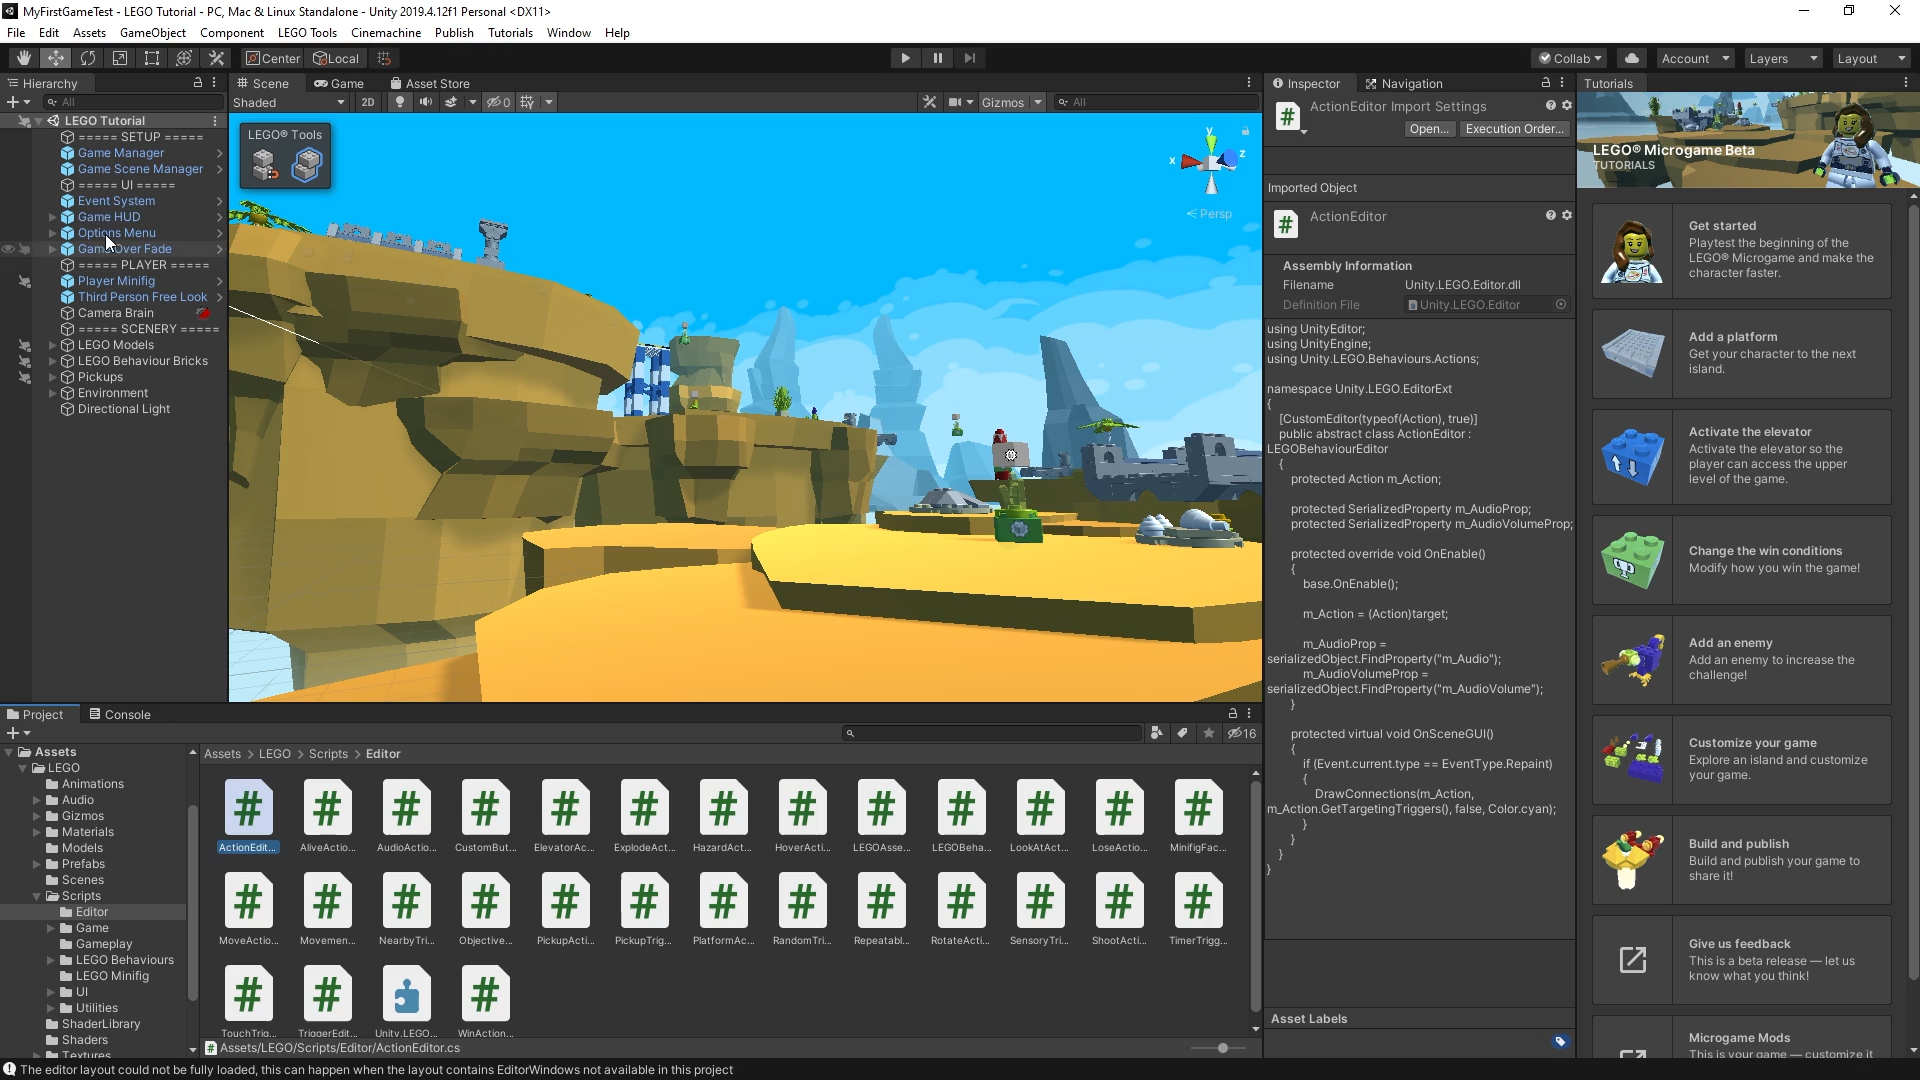 MyFirstGameTest - LEGO Tutorial - PC, Mac & Linux Standalone - Unity 2019.4.12f1 Personal <DX11>
File Edit Assets GameObject Component LEGO Tools Cinemachine Publish Tutorials Window Help
Center Local Collab Account Layers Layout
Hierarchy
All
LEGO Tutorial
===== SETUP =====
Game Manager
Game Scene Manager
===== UI =====
Event System
Game HUD
Options Menu
Game Over Fade
===== PLAYER =====
Player Minifig
Third Person Free Look
Camera Brain
===== SCENERY =====
LEGO Models
LEGO Behaviour Bricks
Pickups
Environment
Directional Light
Scene Game Asset Store
Shaded 2D 0 Gizmos All
LEGO® Tools
y
x z
< Persp
Inspector Navigation
ActionEditor Import Settings
Open... Execution Order...
Imported Object
ActionEditor
Assembly Information
Filename Unity.LEGO.Editor.dll
Definition File Unity.LEGO.Editor
using UnityEditor;
using UnityEngine;
using Unity.LEGO.Behaviours.Actions;
namespace Unity.LEGO.EditorExt
{
[CustomEditor(typeof(Action), true)]
public abstract class ActionEditor :
LEGOBehaviourEditor
{
protected Action m_Action;
protected SerializedProperty m_AudioProp;
protected SerializedProperty m_AudioVolumeProp;
protected override void OnEnable()
{
base.OnEnable();
m_Action = (Action)target;
m_AudioProp =
serializedObject.FindProperty("m_Audio");
m_AudioVolumeProp =
serializedObject.FindProperty("m_AudioVolume");
}
protected virtual void OnSceneGUI()
{
if (Event.current.type == EventType.Repaint)
{
DrawConnections(m_Action,
m_Action.GetTargetingTriggers(), false, Color.cyan);
}
}
}
}
Asset Labels
Tutorials
LEGO® Microgame Beta
TUTORIALS
Get started
Playtest the beginning of the
LEGO® Microgame and make the
character faster.
Add a platform
Get your character to the next
island.
Activate the elevator
Activate the elevator so the
player can access the upper
level of the game.
Change the win conditions
Modify how you win the game!
Add an enemy
Add an enemy to increase the
challenge!
Customize your game
Explore an island and customize
your game.
Build and publish
Build and publish your game to
share it!
Give us feedback
This is a beta release — let us
know what you think!
Microgame Mods
This is your game — customize it
Project Console
16
Assets
LEGO
Animations
Audio
Gizmos
Materials
Models
Prefabs
Scenes
Scripts
Editor
Game
Gameplay
LEGO Behaviours
LEGO Minifig
UI
Utilities
ShaderLibrary
Shaders
Textures
Assets > LEGO > Scripts > Editor
ActionEdit... AliveActio... AudioActio... CustomBut... ElevatorAc... ExplodeAct... HazardAct... HoverActi... LEGOAsse... LEGOBeha... LookAtAct... LoseActio... MinifigFac...
MoveActio... Movemen... NearbyTri... Objective... PickupActi... PickupTrig... PlatformAc... RandomTri... Repeatabl... RotateActi... SensoryTri... ShootActi... TimerTrigg...
TouchTrig... TriggerEdit... Unity.LEGO... WinAction...
Assets/LEGO/Scripts/Editor/ActionEditor.cs
The editor layout could not be fully loaded, this can happen when the layout contains EditorWindows not available in this project